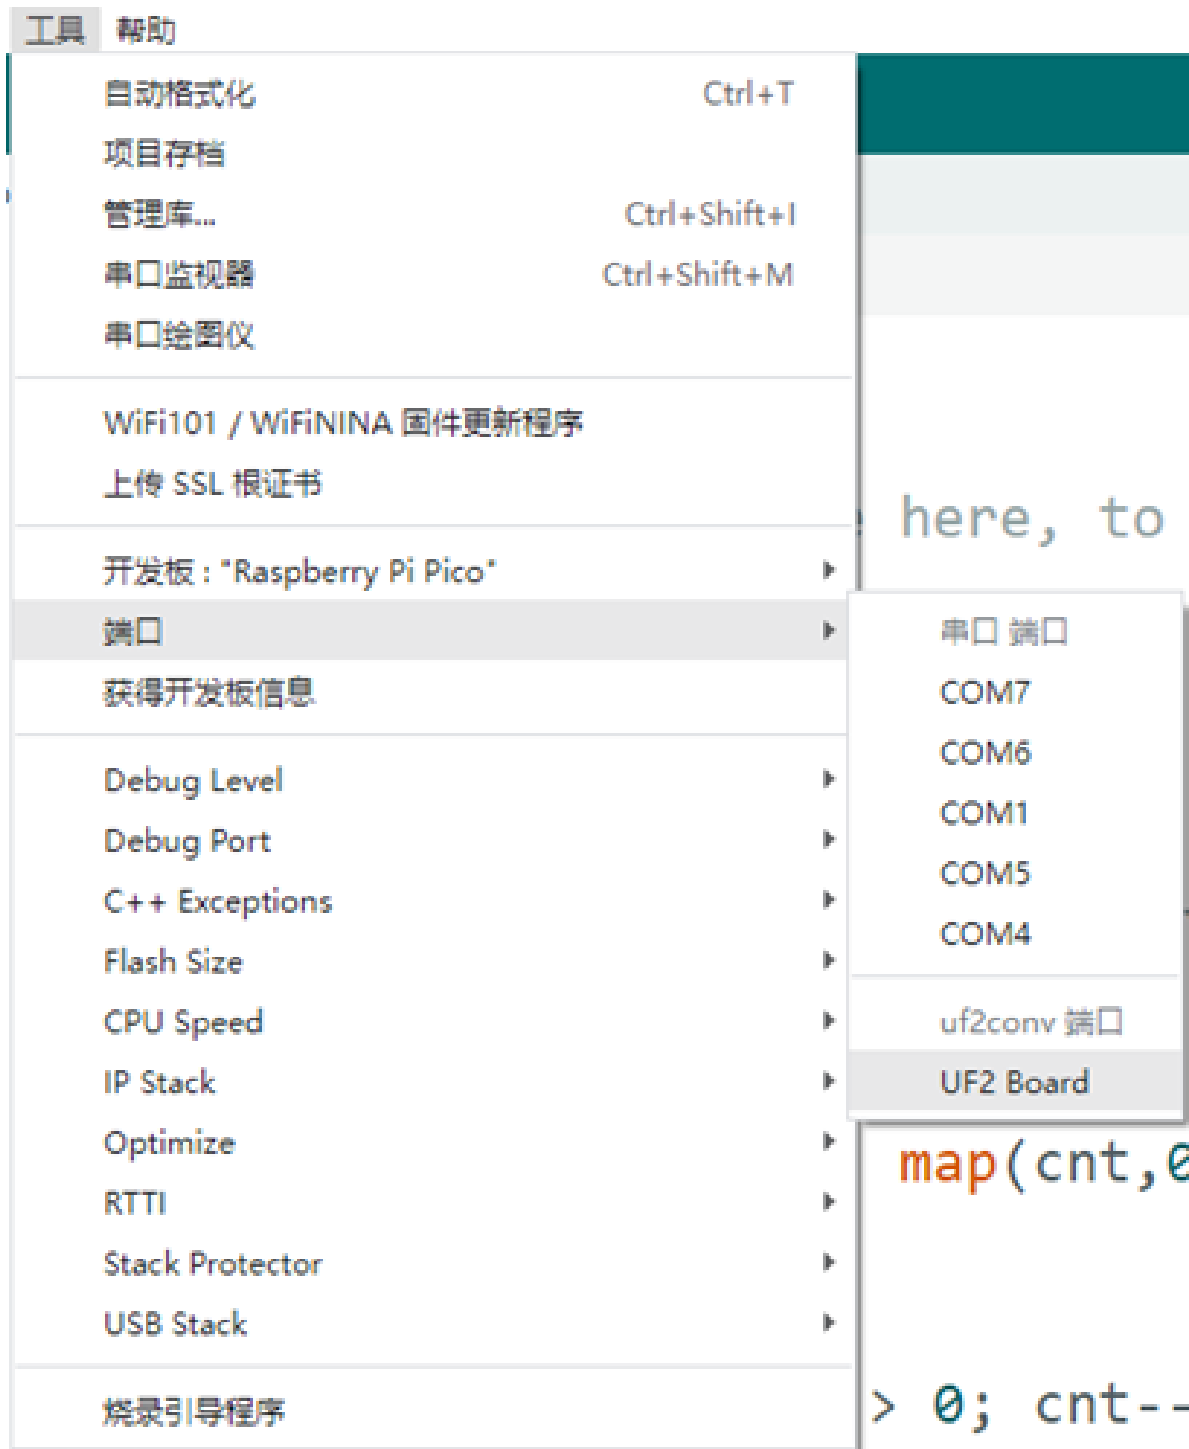 工具 帮助
自动格式化 Ctrl+T
项目存档
管理库... Ctrl+Shift+I
串口监视器 Ctrl+Shift+M
串口绘图仪
WiFi101 / WiFiNINA 固件更新程序
上传 SSL 根证书
here, to
开发板 : "Raspberry Pi Pico"
端口
获得开发板信息
Debug Level
Debug Port
C++ Exceptions
Flash Size
CPU Speed
IP Stack
Optimize
RTTI
Stack Protector
USB Stack
烧录引导程序
串口 端口
COM7
COM6
COM1
COM5
COM4
uf2conv 端口
UF2 Board
map(cnt,0
> 0; cnt--